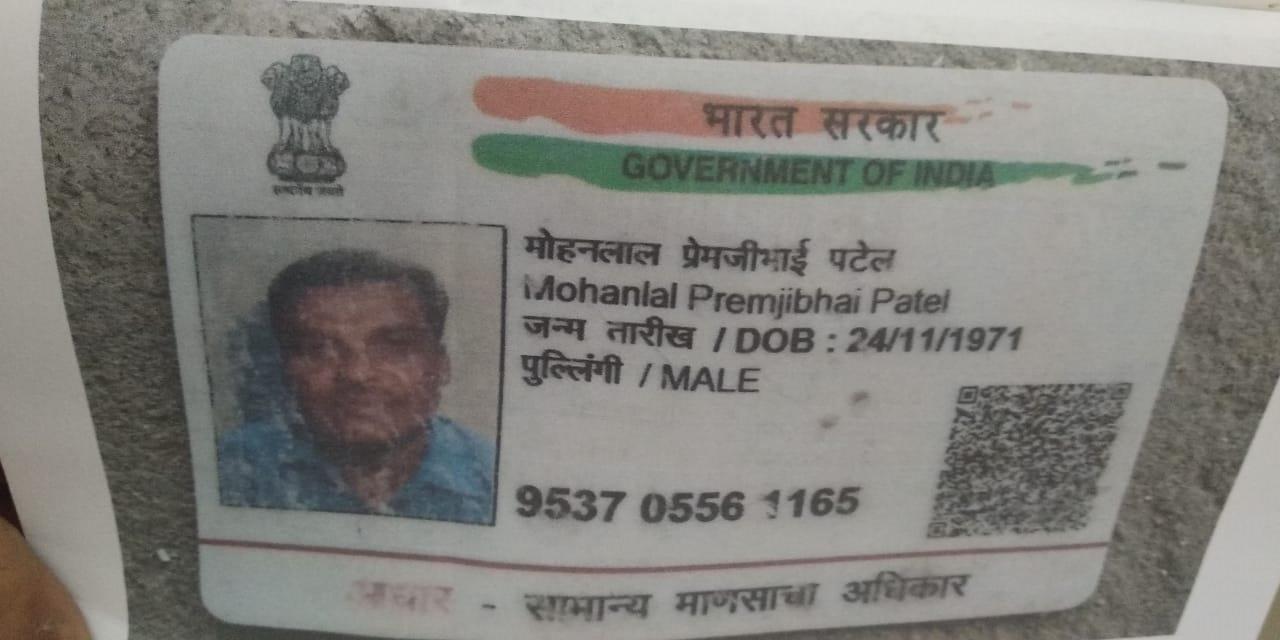 सत्यमेव जयते
भारत सरकार
GOVERNMENT OF INDIA
मोहनलाल प्रेमजीभाई पटेल
Mohanlal Premjibhai Patel
जन्म तारीख / DOB : 24/11/1971
पुल्लिंगी / MALE
9537 0556 1165
आधार - सामान्य माणसाचा अधिकार